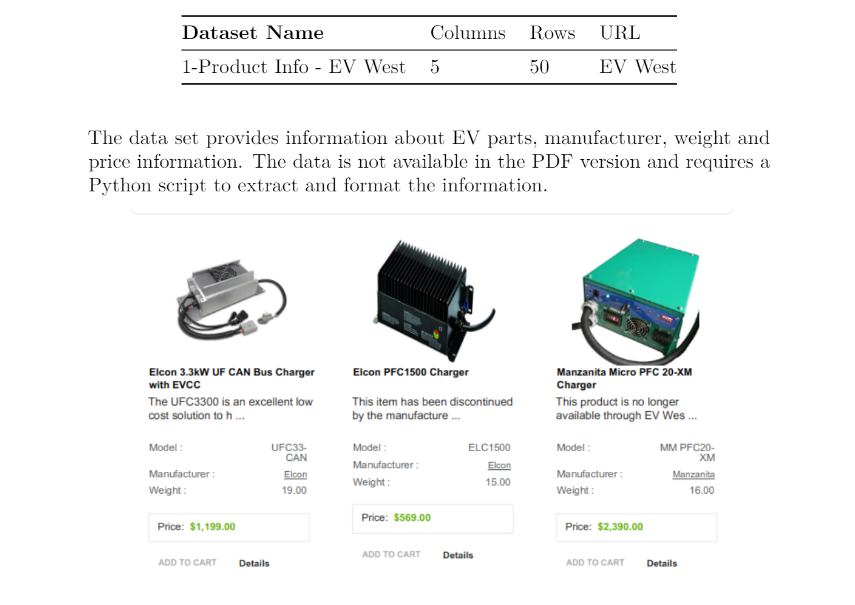 Dataset Name Columns Rows URL
1-Product Info - EV West 5 50 EV West
The data set provides information about EV parts, manufacturer, weight and
price information. The data is not available in the PDF version and requires a
Python script to extract and format the information.
Elcon 3.3kW UF CAN Bus Charger
with EVCC
The UFC3300 is an excellent low
cost solution to h ...
Model : UFC33-
CAN
Manufacturer : Elcon
Weight : 19.00
Price: $1,199.00
ADD TO CART Details
Elcon PFC1500 Charger
This item has been discontinued
by the manufacture ...
Model : ELC1500
Manufacturer : Elcon
Weight : 15.00
Price: $569.00
ADD TO CART Details
Manzanita Micro PFC 20-XM
Charger
This product is no longer
available through EV Wes ...
Model : MM PFC20-
XM
Manufacturer : Manzanita
Weight : 16.00
Price: $2,390.00
ADD TO CART Details